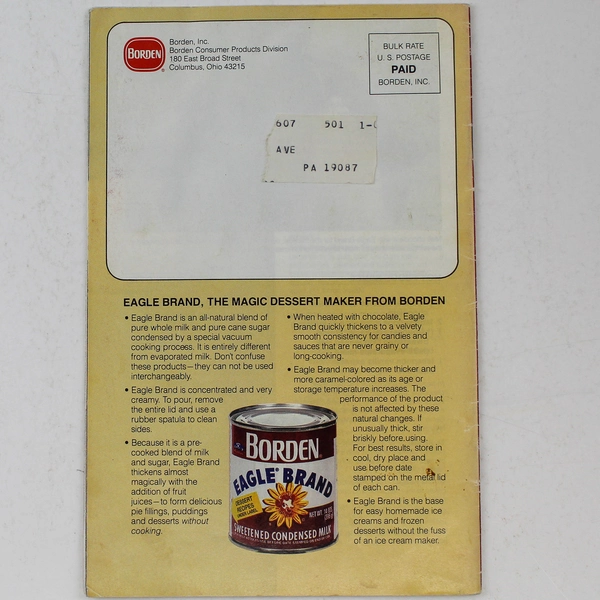 BORDEN
Borden, Inc.
Borden Consumer Products Division
180 East Broad Street
Columbus, Ohio 43215
BULK RATE
U. S. POSTAGE
PAID
BORDEN, INC.
607 501 1-
AVE
PA 19087
EAGLE BRAND, THE MAGIC DESSERT MAKER FROM BORDEN
• Eagle Brand is an all-natural blend of
pure whole milk and pure cane sugar
condensed by a special vacuum
cooking process. It is entirely different
from evaporated milk. Don't confuse
these products—they can not be used
interchangeably.
• Eagle Brand is concentrated and very
creamy. To pour, remove
the entire lid and use a
rubber spatula to clean
sides.
• Because it is a pre-
cooked blend of milk
and sugar, Eagle Brand
thickens almost
magically with the
addition of fruit
juices—to form delicious
pie fillings, puddings
and desserts without
cooking.
• When heated with chocolate, Eagle
Brand quickly thickens to a velvety
smooth consistency for candies and
sauces that are never grainy or
long-cooking.
• Eagle Brand may become thicker and
more caramel-colored as its age or
storage temperature increases. The
performance of the product
is not affected by these
natural changes. If
unusually thick, stir
briskly before using.
For best results, store in
cool, dry place and
use before date
stamped on the metal lid
of each can.
• Eagle Brand is the base
for easy homemade ice
creams and frozen
desserts without the fuss
of an ice cream maker.
BORDEN
EAGLE® BRAND
DESSERT
RECIPES
UNDER LABEL
NET WT 14 OZ.
SWEETENED CONDENSED MILK